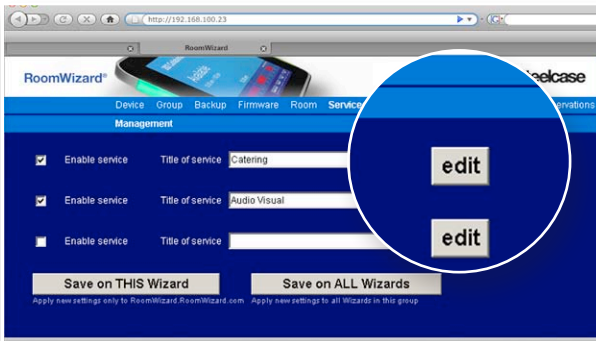 http://192.168.100.23
RoomWizard
RoomWizard®
eelcase
Device Group Backup Firmware Room Service
ervations
Management
Enable service Title of service Catering edit
Enable service Title of service Audio Visual
Enable service Title of service edit
Save on THIS Wizard Save on ALL Wizards
Apply new settings only to RoomWizard.RoomWizard.com Apply new settings to all Wizards in this group